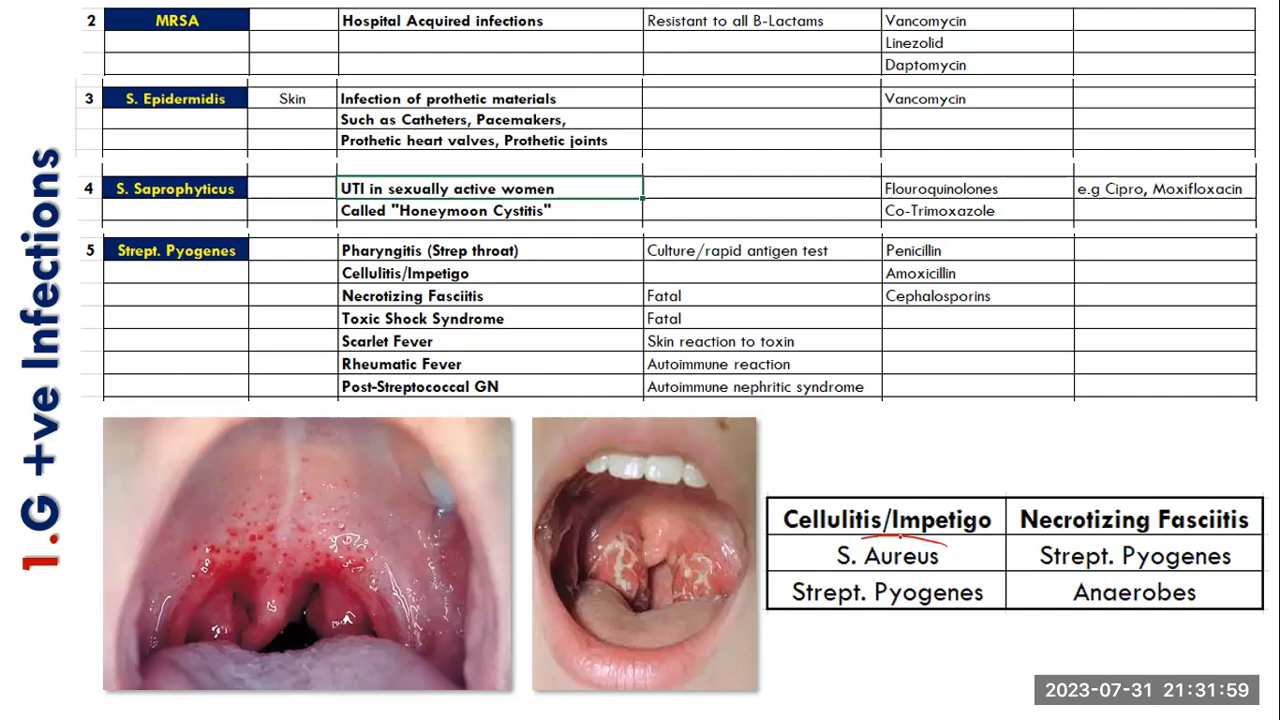 1.G +ve Infections
2 MRSA Hospital Acquired infections Resistant to all B-Lactams Vancomycin
Linezolid
Daptomycin
3 S. Epidermidis Skin Infection of prothetic materials Vancomycin
Such as Catheters, Pacemakers,
Prothetic heart valves, Prothetic joints
4 S. Saprophyticus UTI in sexually active women Flouroquinolones e.g Cipro, Moxifloxacin
Called "Honeymoon Cystitis" Co-Trimoxazole
5 Strept. Pyogenes Pharyngitis (Strep throat) Culture/rapid antigen test Penicillin
Cellulitis/Impetigo Amoxicillin
Necrotizing Fasciitis Fatal Cephalosporins
Toxic Shock Syndrome Fatal
Scarlet Fever Skin reaction to toxin
Rheumatic Fever Autoimmune reaction
Post-Streptococcal GN Autoimmune nephritic syndrome
Cellulitis/Impetigo Necrotizing Fasciitis
S. Aureus Strept. Pyogenes
Strept. Pyogenes Anaerobes
2023-07-31 21:31:59